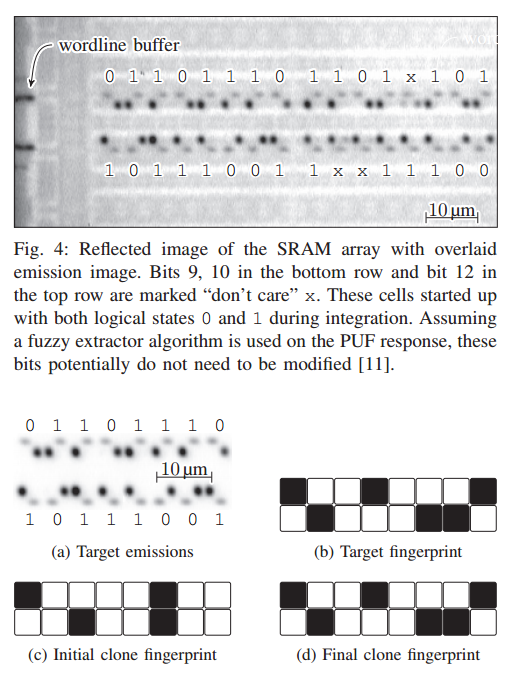 wordline buffer
0 1 1 0 1 1 1 0 1 1 0 1 x 1 0 1
1 0 1 1 1 0 0 1 1 x x 1 1 1 0 0
10 µm
Fig. 4: Reflected image of the SRAM array with overlaid
emission image. Bits 9, 10 in the bottom row and bit 12 in
the top row are marked “don’t care” x. These cells started up
with both logical states 0 and 1 during integration. Assuming
a fuzzy extractor algorithm is used on the PUF response, these
bits potentially do not need to be modified [11].
0 1 1 0 1 1 1 0
10 µm
1 0 1 1 1 0 0 1
(a) Target emissions
(b) Target fingerprint
(c) Initial clone fingerprint
(d) Final clone fingerprint